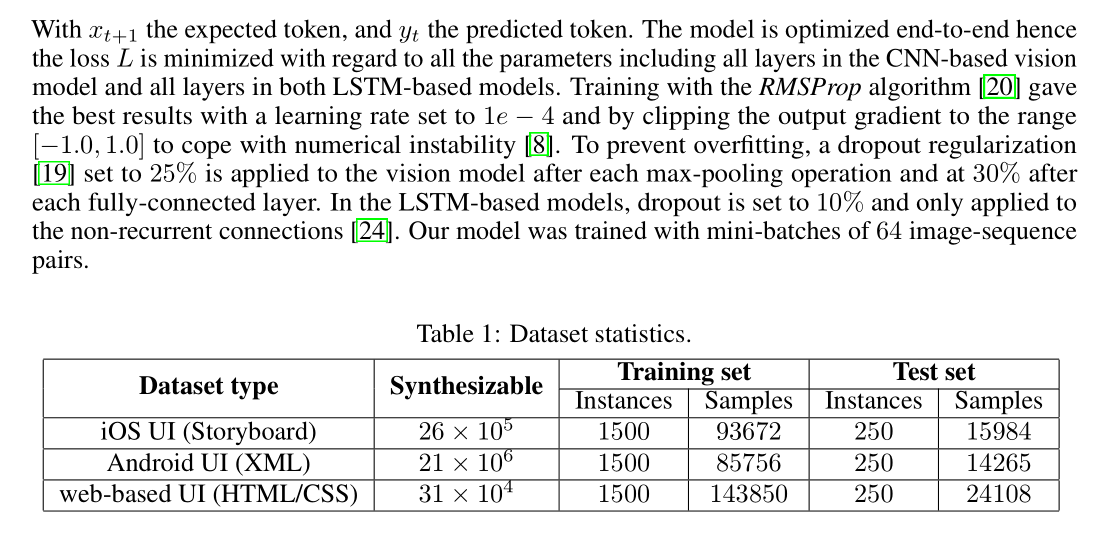 With x_{t+1} the expected token, and y_t the predicted token. The model is optimized end-to-end hence
the loss L is minimized with regard to all the parameters including all layers in the CNN-based vision
model and all layers in both LSTM-based models. Training with the RMSProp algorithm [20] gave
the best results with a learning rate set to 1e − 4 and by clipping the output gradient to the range
[−1.0, 1.0] to cope with numerical instability [8]. To prevent overfitting, a dropout regularization
[19] set to 25% is applied to the vision model after each max-pooling operation and at 30% after
each fully-connected layer. In the LSTM-based models, dropout is set to 10% and only applied to
the non-recurrent connections [24]. Our model was trained with mini-batches of 64 image-sequence
pairs.
Table 1: Dataset statistics.
Dataset type Synthesizable Training set Test set
Instances Samples Instances Samples
iOS UI (Storyboard) 26 × 10^5 1500 93672 250 15984
Android UI (XML) 21 × 10^6 1500 85756 250 14265
web-based UI (HTML/CSS) 31 × 10^4 1500 143850 250 24108